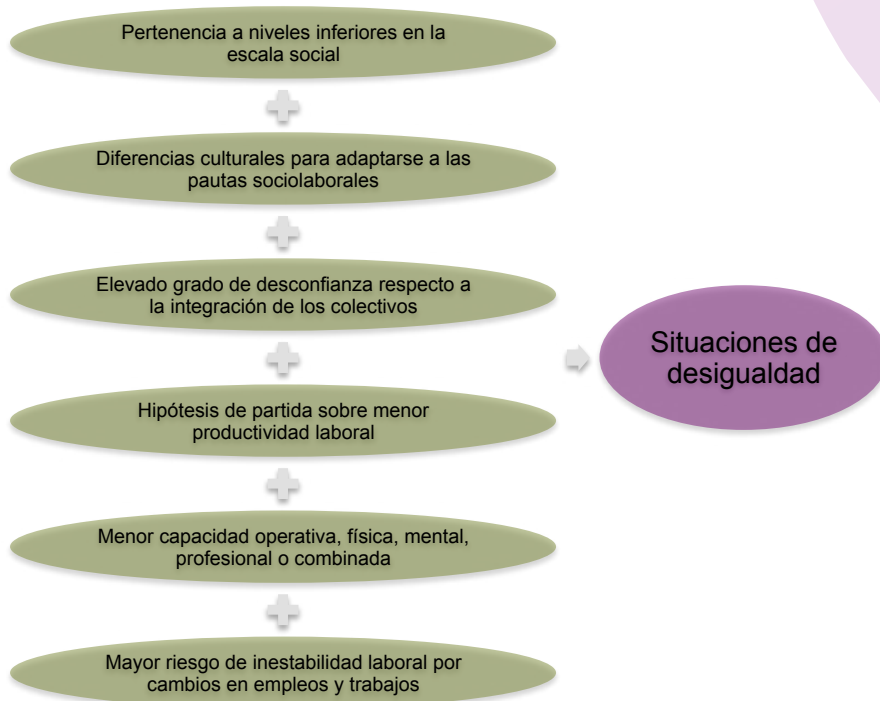 Pertenencia a niveles inferiores en la
escala social
Diferencias culturales para adaptarse a las
pautas sociolaborales
Elevado grado de desconfianza respecto a
la integración de los colectivos
Hipótesis de partida sobre menor
productividad laboral
Menor capacidad operativa, física, mental,
profesional o combinada
Mayor riesgo de inestabilidad laboral por
cambios en empleos y trabajos
Situaciones de
desigualdad